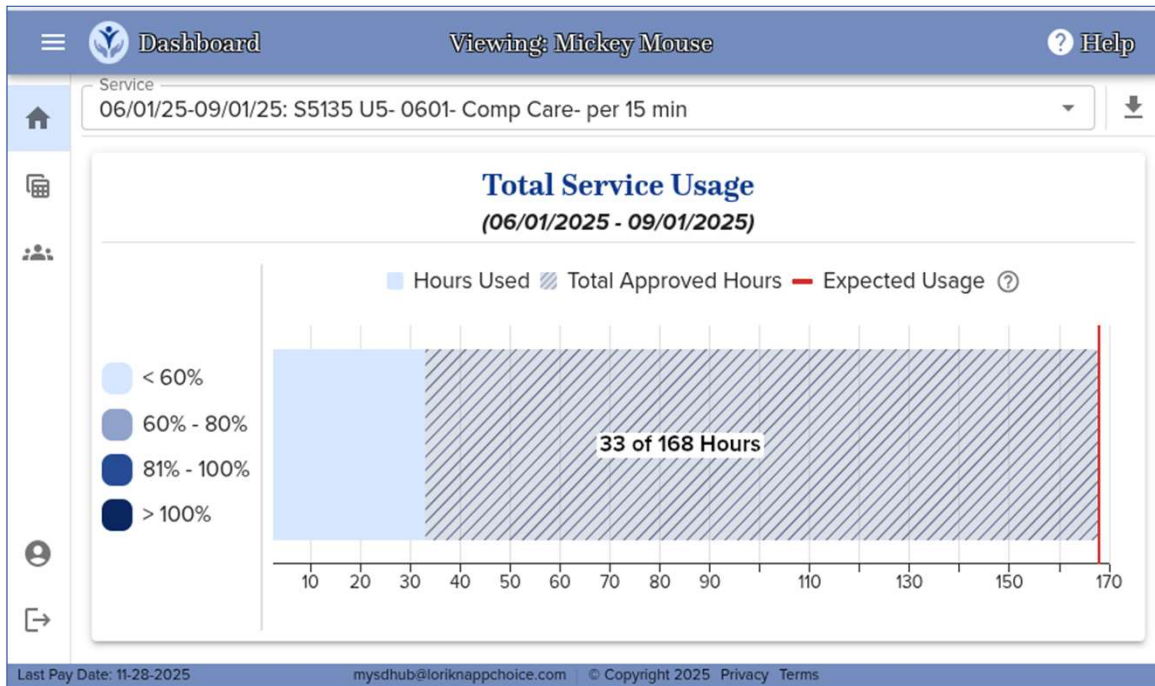 Dashboard
Viewing: Mickey Mouse
Help
Service
06/01/25-09/01/25: S5135 U5- 0601- Comp Care- per 15 min
Total Service Usage
(06/01/2025 - 09/01/2025)
Hours Used Total Approved Hours Expected Usage
< 60%
60% - 80%
81% - 100%
> 100%
33 of 168 Hours
10 20 30 40 50 60 70 80 90 110 130 150 170
Last Pay Date: 11-28-2025 mysdhub@loriknappchoice.com © Copyright 2025 Privacy Terms